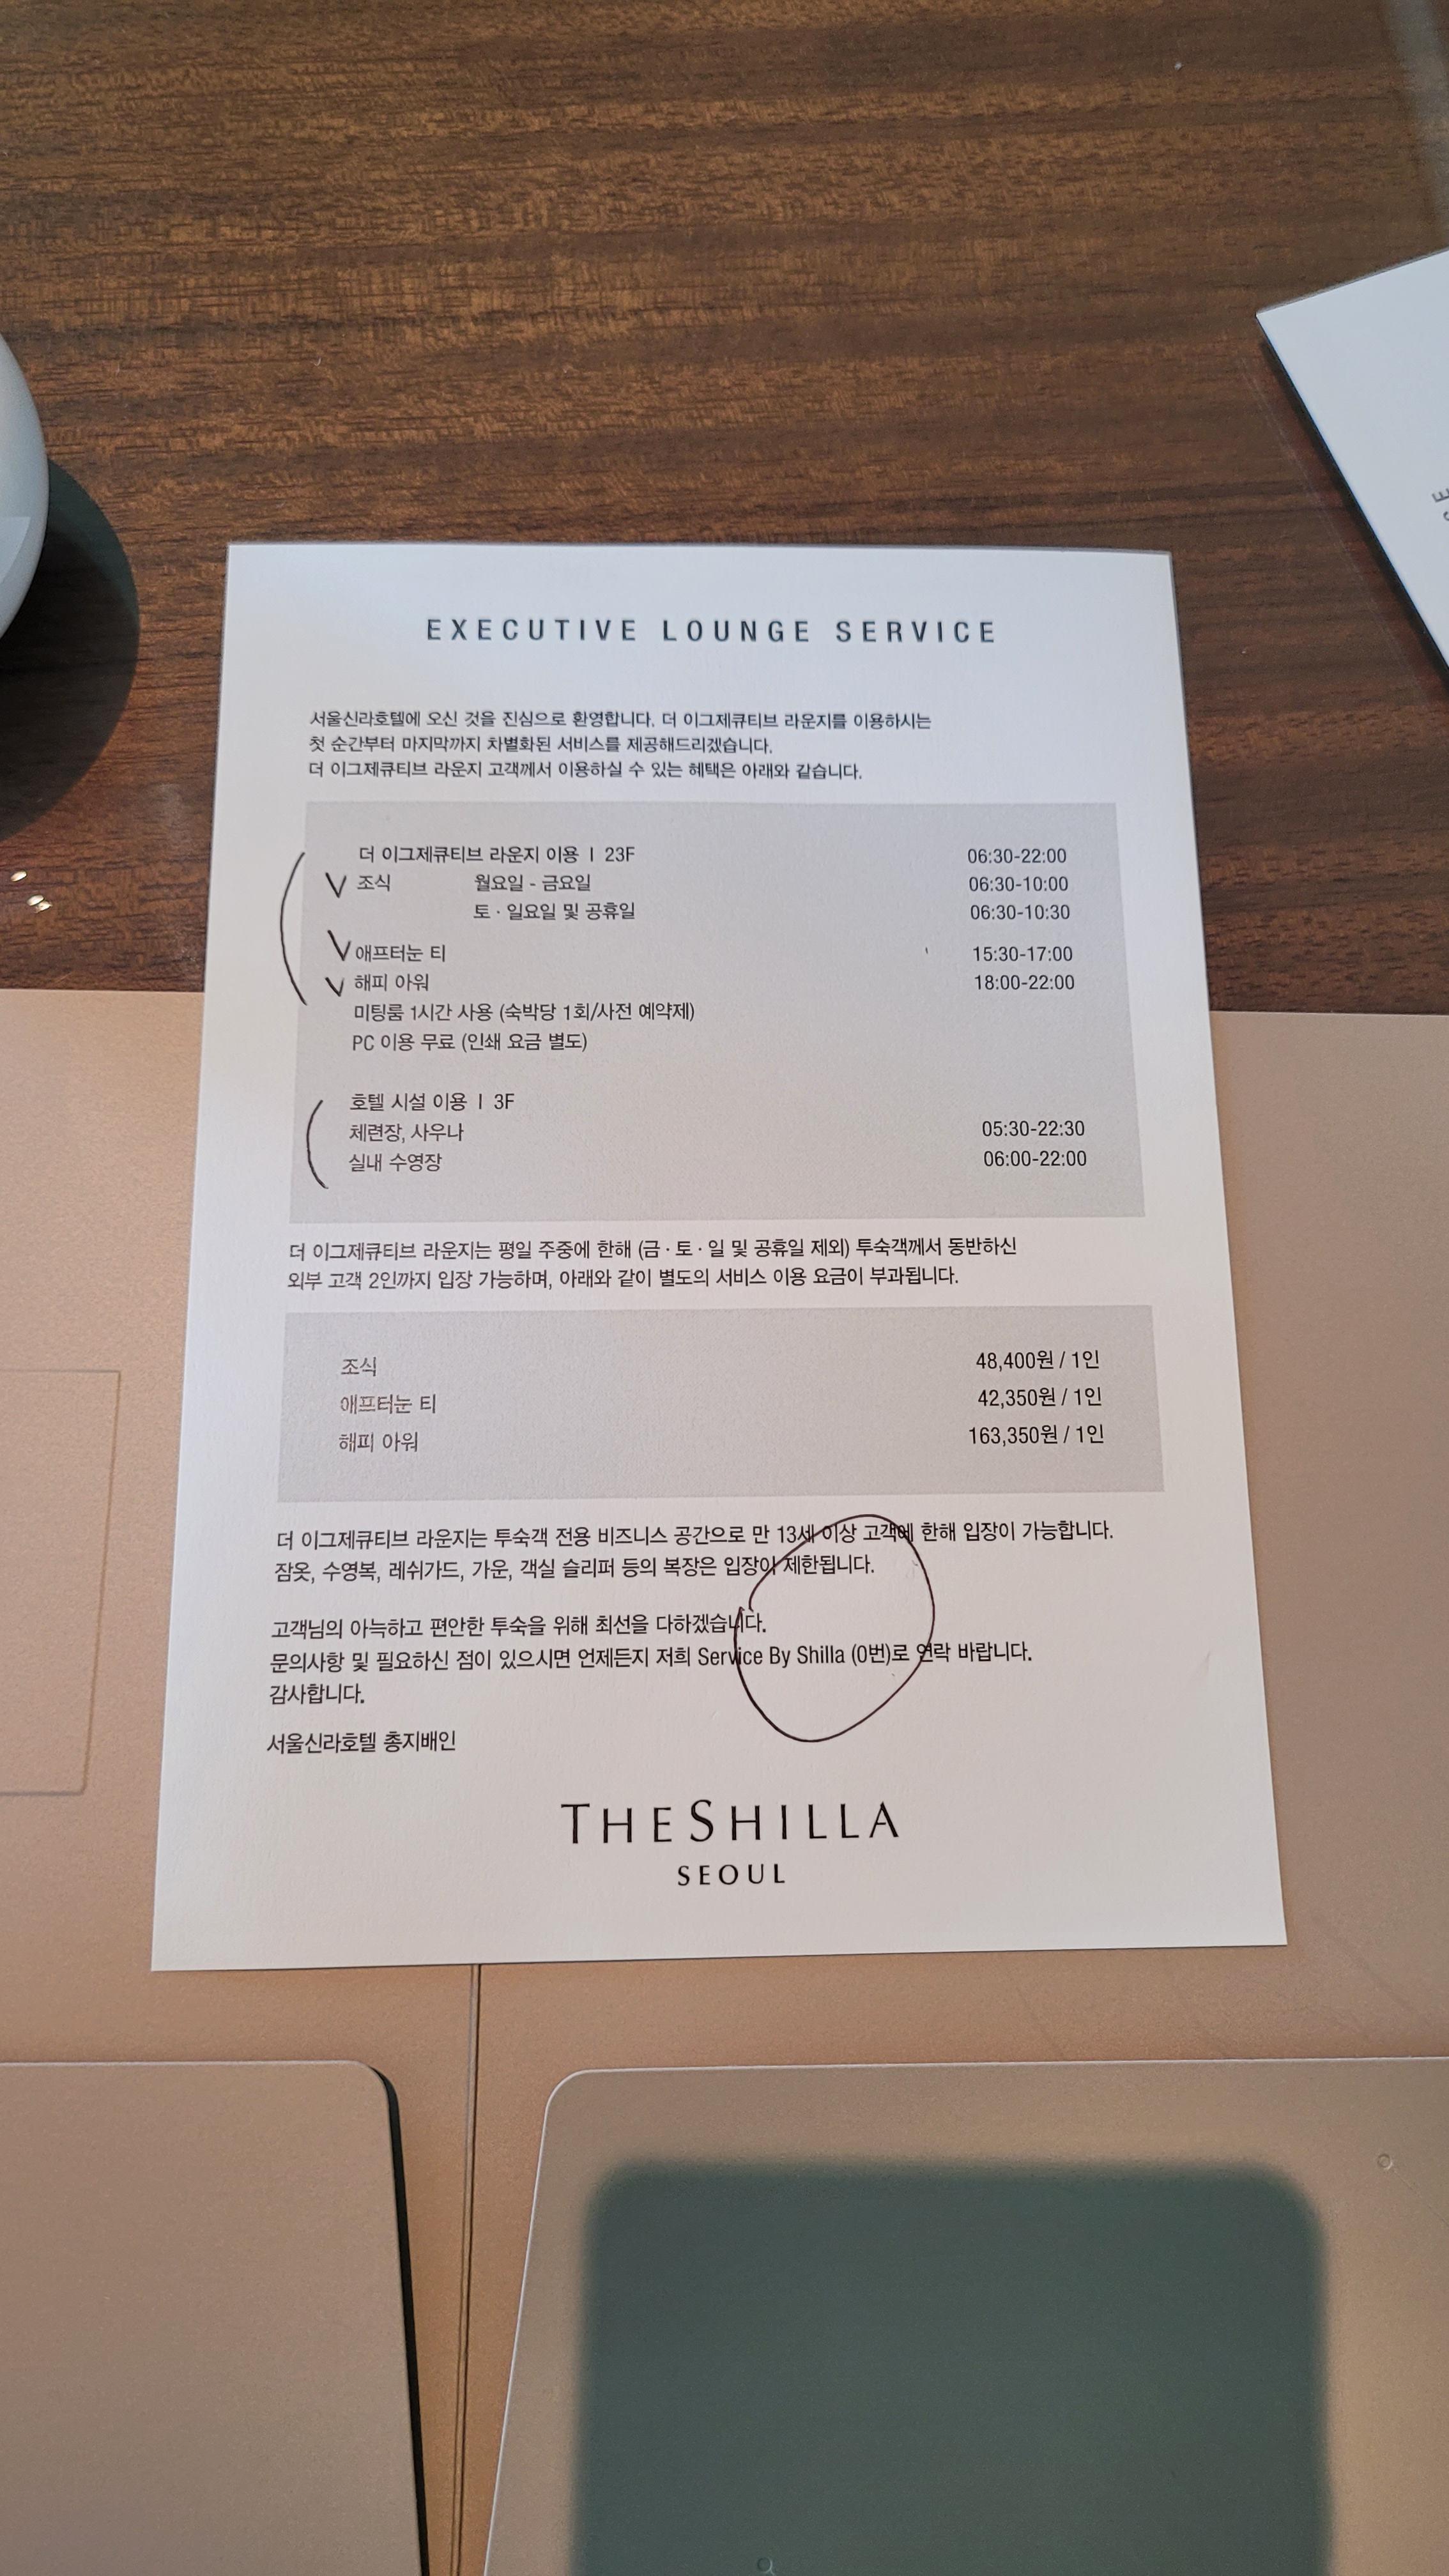 EXECUTIVE LOUNGE SERVICE
서울신라호텔에 오신 것을 진심으로 환영합니다. 더 이그제큐티브 라운지를 이용하시는
첫 순간부터 마지막까지 차별화된 서비스를 제공해드리겠습니다.
더 이그제큐티브 라운지 고객께서 이용하실 수 있는 혜택은 아래와 같습니다.
더 이그제큐티브 라운지 이용 | 23F 06:30-22:00
조식 월요일 - 금요일 06:30-10:00
토 · 일요일 및 공휴일 06:30-10:30
애프터눈 티 15:30-17:00
해피 아워 18:00-22:00
미팅룸 1시간 사용 (숙박당 1회/사전 예약제)
PC 이용 무료 (인쇄 요금 별도)
호텔 시설 이용 | 3F
체련장, 사우나 05:30-22:30
실내 수영장 06:00-22:00
더 이그제큐티브 라운지는 평일 주중에 한해 (금 · 토 · 일 및 공휴일 제외) 투숙객께서 동반하신
외부 고객 2인까지 입장 가능하며, 아래와 같이 별도의 서비스 이용 요금이 부과됩니다.
조식 48,400원 / 1인
애프터눈 티 42,350원 / 1인
해피 아워 163,350원 / 1인
더 이그제큐티브 라운지는 투숙객 전용 비즈니스 공간으로 만 13세 이상 고객에 한해 입장이 가능합니다.
잠옷, 수영복, 레쉬가드, 가운, 객실 슬리퍼 등의 복장은 입장이 제한됩니다.
고객님의 아늑하고 편안한 투숙을 위해 최선을 다하겠습니다.
문의사항 및 필요하신 점이 있으시면 언제든지 저희 Service By Shilla (0번)로 연락 바랍니다.
감사합니다.
서울신라호텔 총지배인
THE SHILLA
SEOUL